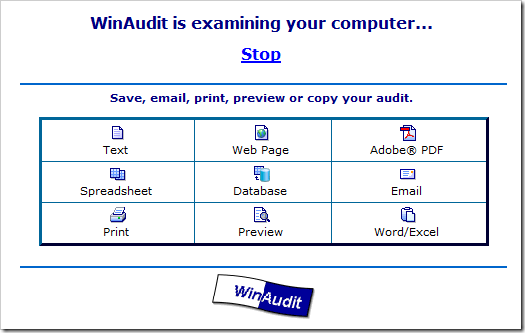 WinAudit is examining your computer...
Stop
Save, email, print, preview or copy your audit.
Text Web Page Adobe® PDF
Spreadsheet Database Email
Print Preview Word/Excel
WinAudit